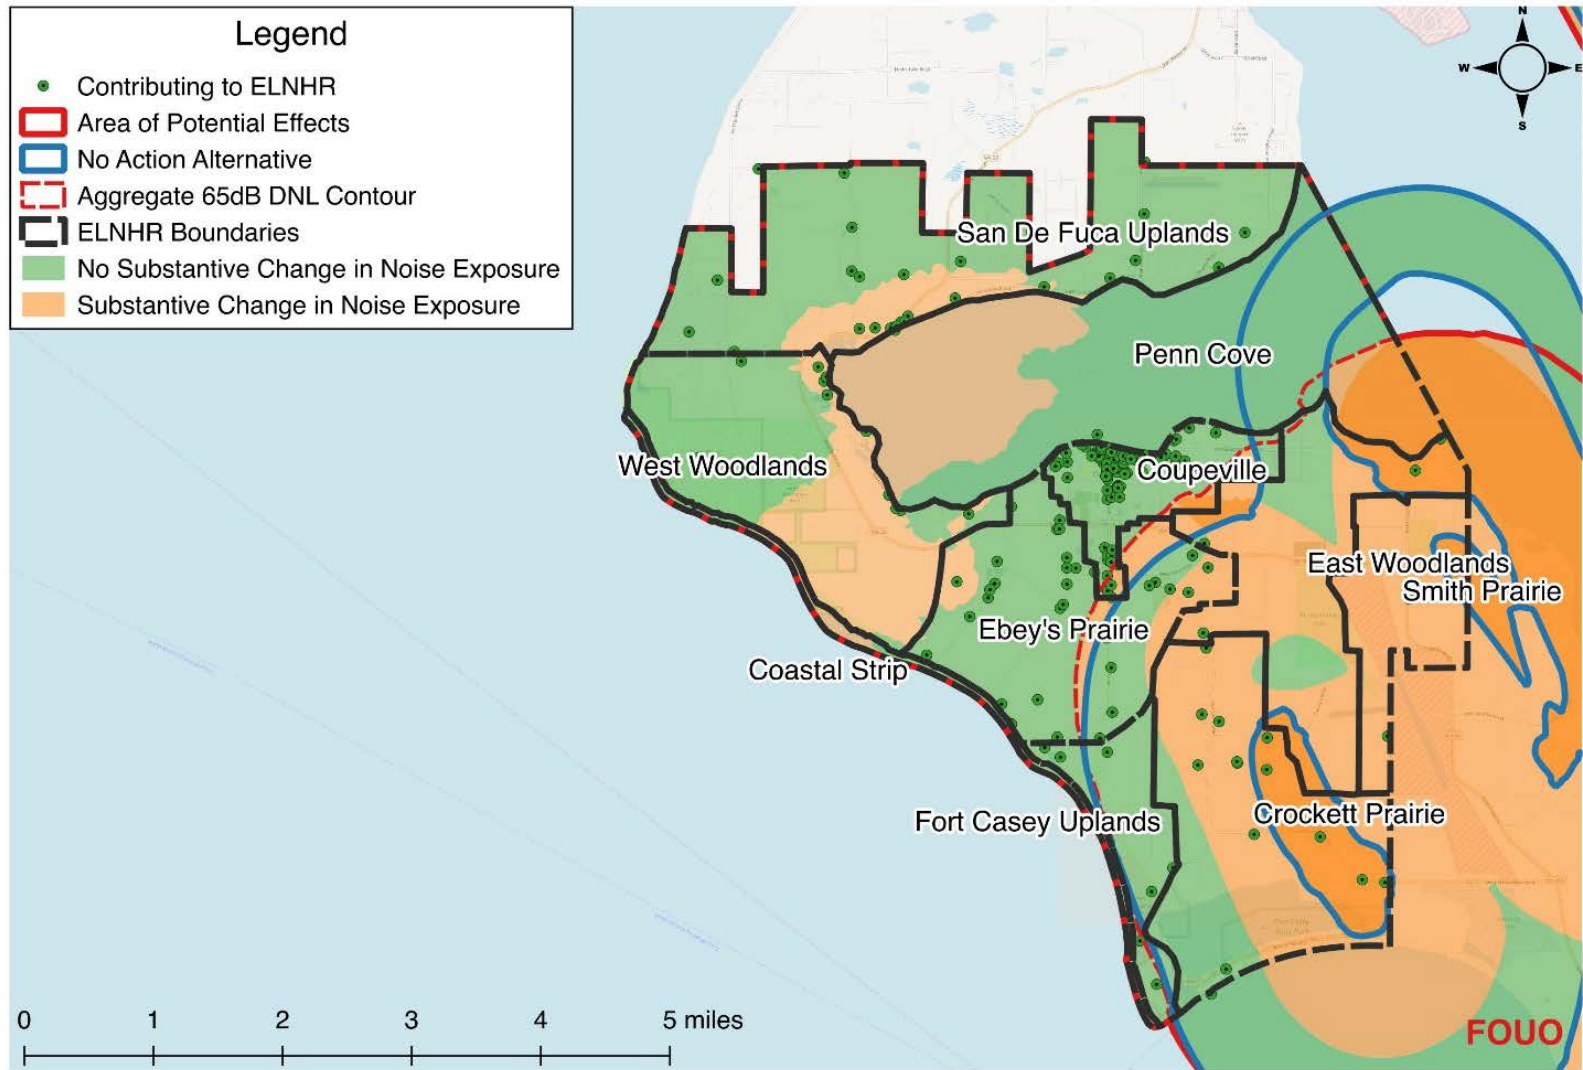 Legend
Contributing to ELNHR
Area of Potential Effects
No Action Alternative
Aggregate 65dB DNL Contour
ELNHR Boundaries
No Substantive Change in Noise Exposure
Substantive Change in Noise Exposure
N
W
E
S
San De Fuca Uplands
Penn Cove
West Woodlands
Coupeville
East Woodlands
Smith Prairie
Ebey's Prairie
Coastal Strip
Fort Casey Uplands
Crockett Prairie
0 1 2 3 4 5 miles
FOUO